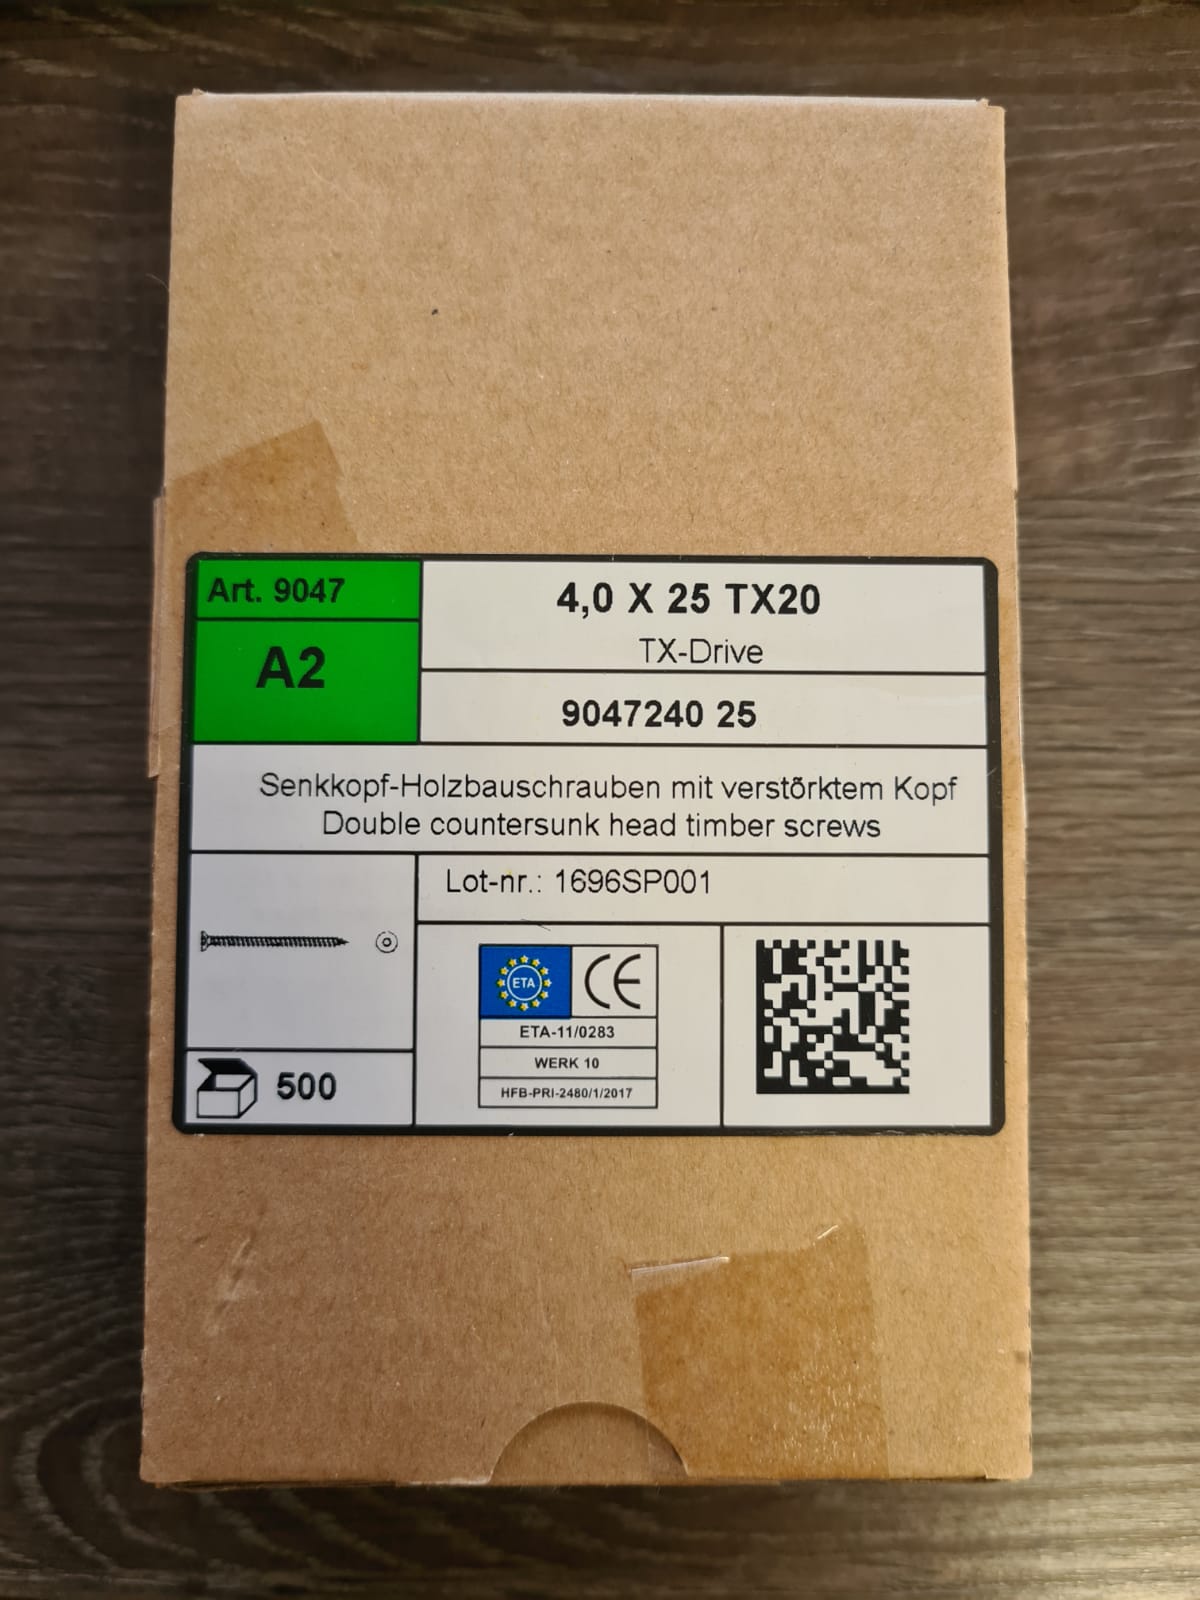 Art. 9047
A2
4,0 X 25 TX20
TX-Drive
9047240 25
Senkkopf-Holzbauschrauben mit verstõrktem Kopf
Double countersunk head timber screws
Lot-nr.: 1696SP001
ETA
CE
ETA-11/0283
WERK 10
HFB-PRI-2480/1/2017
500